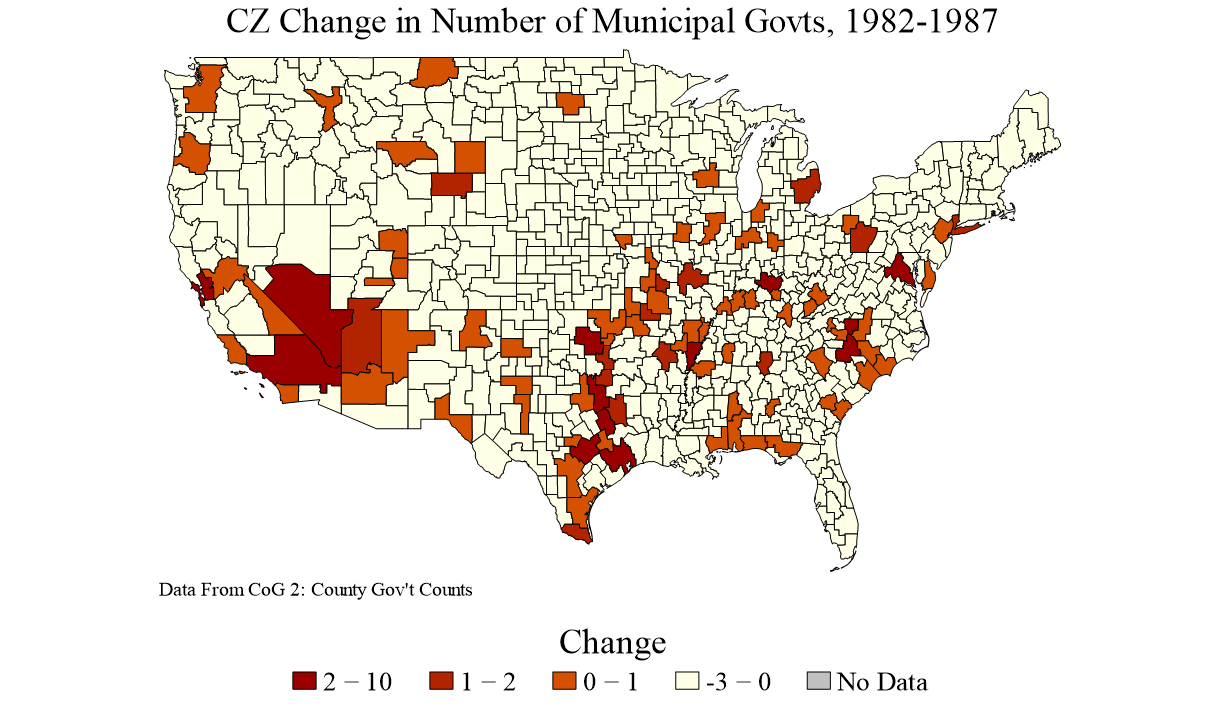 CZ Change in Number of Municipal Govts, 1982-1987
Data From CoG 2: County Gov't Counts
Change
2 − 10
1 − 2
0 − 1
-3 − 0
No Data